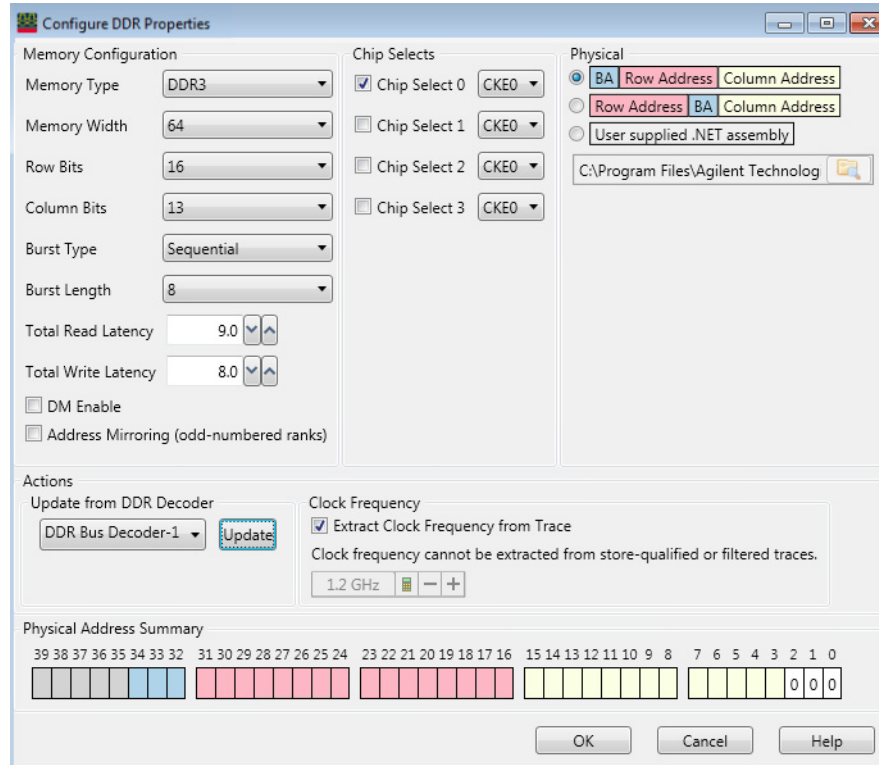 Configure DDR Properties
Memory Configuration
Memory Type DDR3
Memory Width 64
Row Bits 16
Column Bits 13
Burst Type Sequential
Burst Length 8
Total Read Latency 9.0
Total Write Latency 8.0
DM Enable
Address Mirroring (odd-numbered ranks)
Chip Selects
Chip Select 0 CKE0
Chip Select 1 CKE0
Chip Select 2 CKE0
Chip Select 3 CKE0
Physical
BA Row Address Column Address
Row Address BA Column Address
User supplied .NET assembly
C:\Program Files\Agilent Technolog
Actions
Update from DDR Decoder
DDR Bus Decoder-1 Update
Clock Frequency
Extract Clock Frequency from Trace
Clock frequency cannot be extracted from store-qualified or filtered traces.
1.2 GHz
Physical Address Summary
39 38 37 36 35 34 33 32 31 30 29 28 27 26 25 24 23 22 21 20 19 18 17 16 15 14 13 12 11 10 9 8 7 6 5 4 3 2 1 0
0 0 0
OK Cancel Help